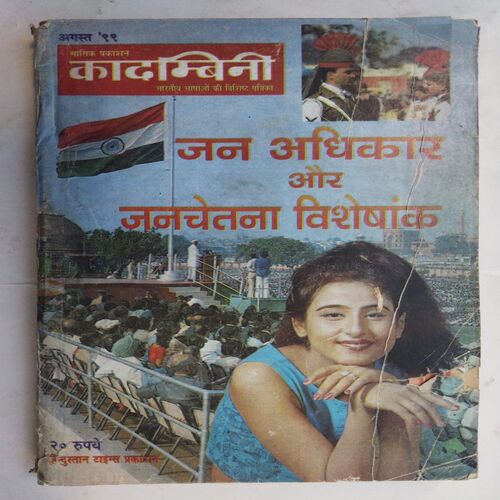 अगस्त '९९
मासिक प्रकाशन
कादम्बिनी
भारतीय भाषाओं की विशिष्ट पत्रिका
जन अधिकार
और
जनचेतना विशेषांक
२० रुपये
हिन्दुस्तान टाइम्स प्रकाशन